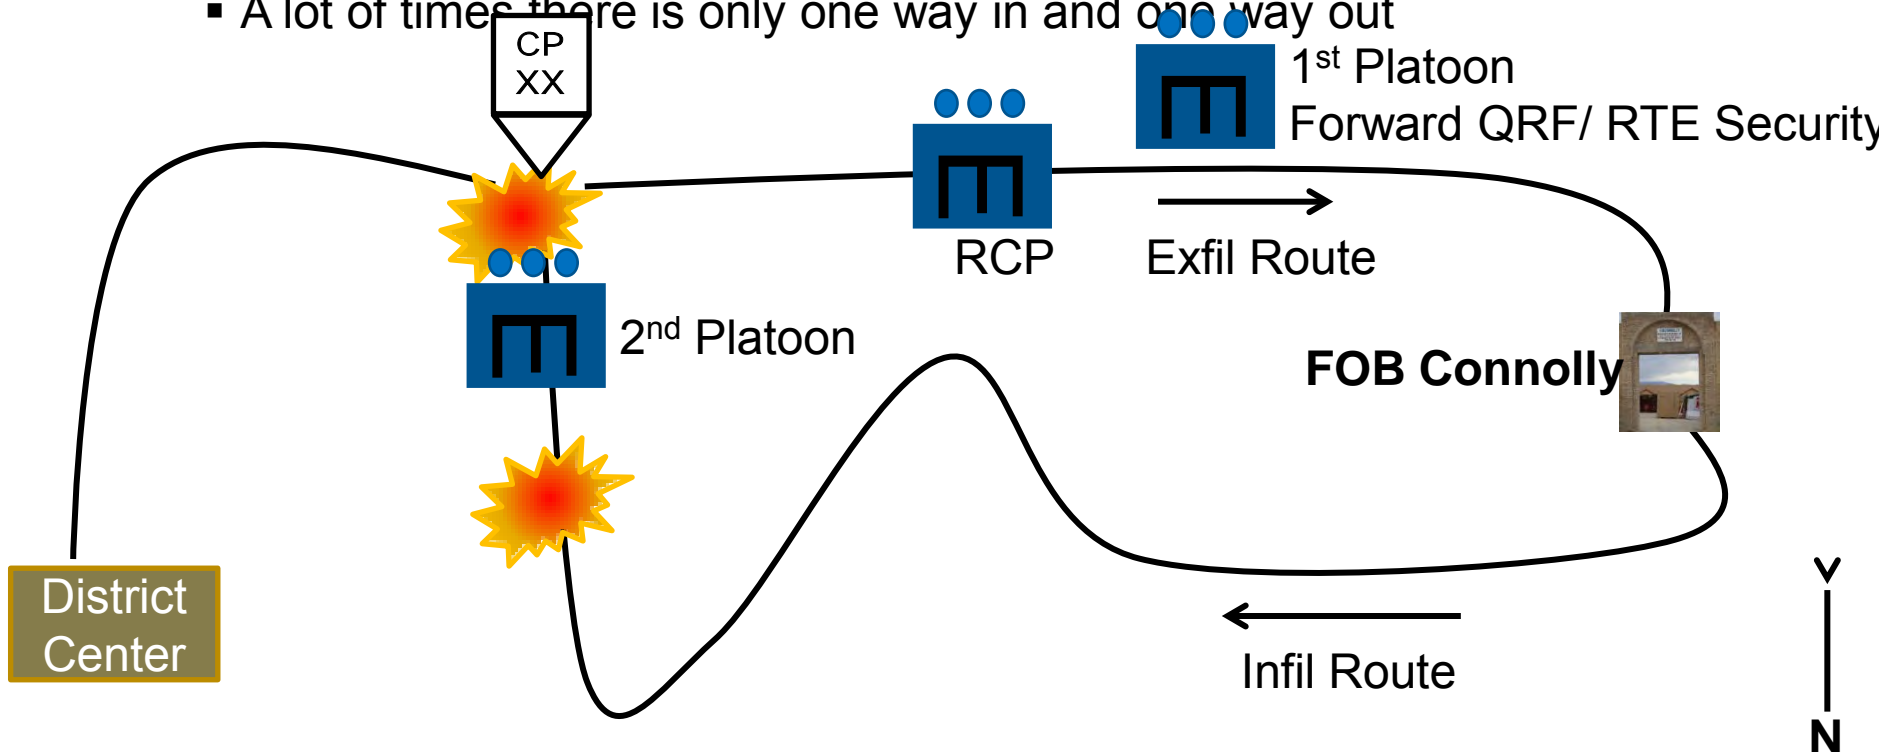 ▪ A lot of times there is only one way in and one way out
CP
XX
1st Platoon
Forward QRF/ RTE Security
RCP
Exfil Route
2nd Platoon
FOB Connolly
District
Center
Infil Route
N